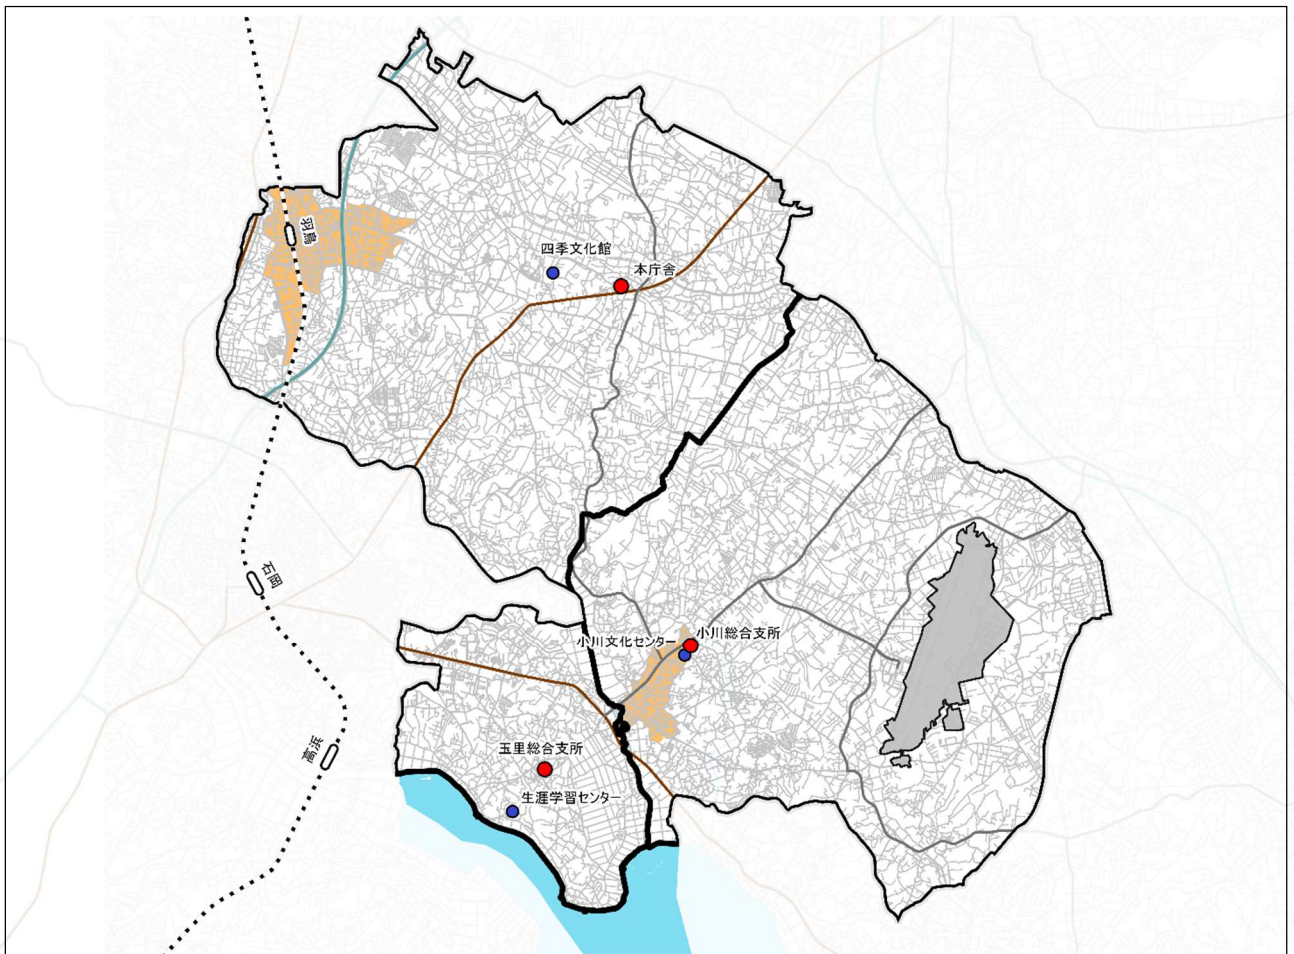 羽鳥
四季文化館
本庁舎
石岡
小川文化センター
小川総合支所
高浜
玉里総合支所
生涯学習センター